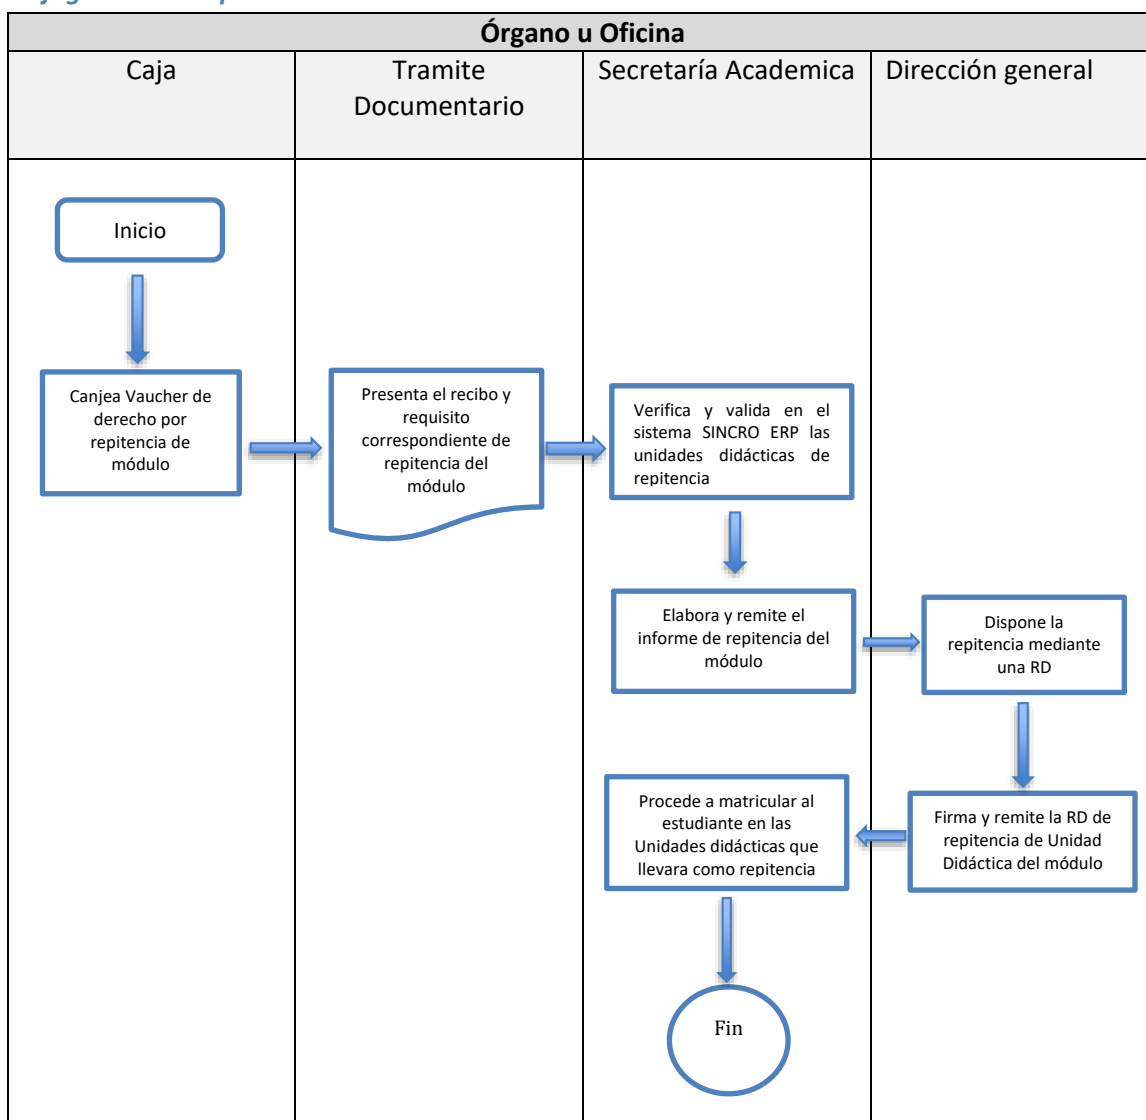 Órgano u Oficina
Caja
Tramite
Documentario
Secretaría Academica
Dirección general
Inicio
Canjea Vaucher de
derecho por
repitencia de
módulo
Presenta el recibo y
requisito
correspondiente de
repitencia del
módulo
Verifica y valida en el
sistema SINCRO ERP las
unidades didácticas de
repitencia
Elabora y remite el
informe de repitencia del
módulo
Dispone la
repitencia mediante
una RD
Firma y remite la RD de
repitencia de Unidad
Didáctica del módulo
Procede a matricular al
estudiante en las
Unidades didácticas que
llevara como repitencia
Fin